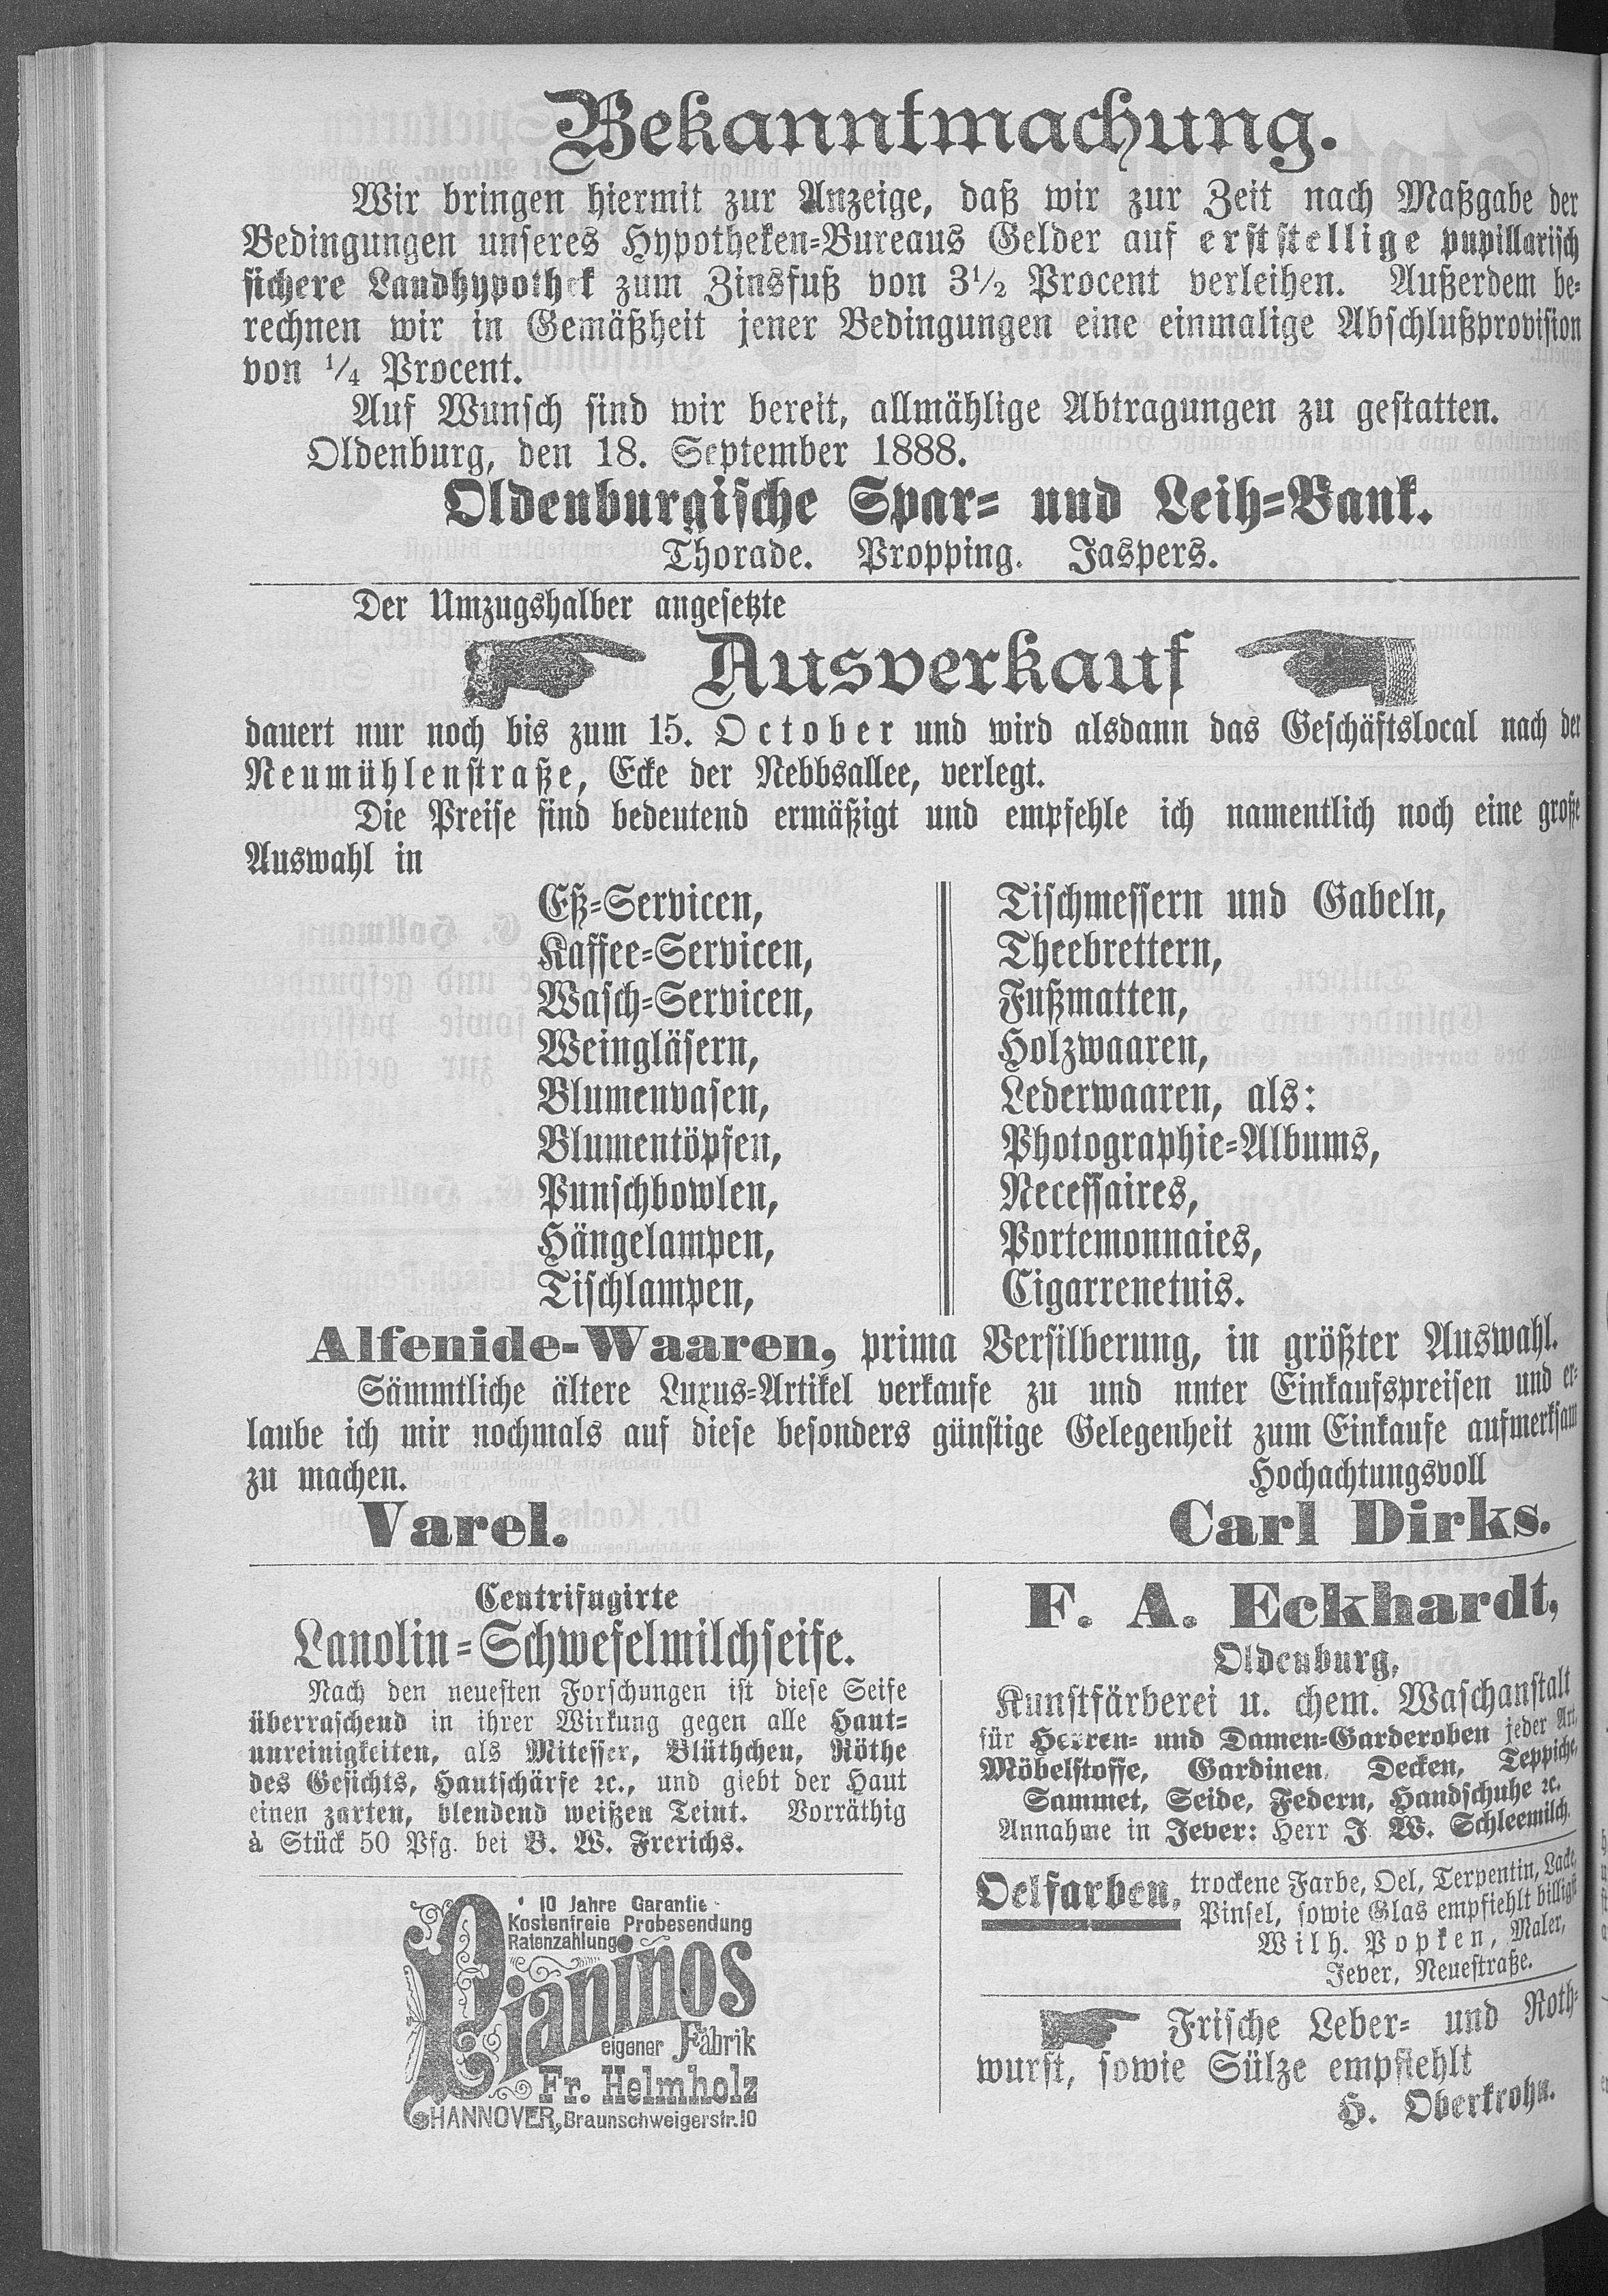 Bekanntmachung.
Wir bringen hiermit zur Anzeige, daß wir zur Zeit nach Maßgabe der
Bedingungen unseres Hypotheken-Bureaus Gelder auf erststellige pupillarisch
sichere Landhypothek zum Zinsfuß von 3½ Procent verleihen. Außerdem be-
rechnen wir in Gemäßheit jener Bedingungen eine einmalige Abschlußprovision
von ¼ Procent.
Auf Wunsch sind wir bereit, allmählige Abtragungen zu gestatten.
Oldenburg, den 18. September 1888.
Oldenburgische Spar- und Leih-Bank.
Thorade. Propping. Jaspers.
Der Umzugshalber angesetzte
Ausverkauf
dauert nur noch bis zum 15. October und wird alsdann das Geschäftslocal nach der
Neumühlenstraße, Ecke der Nebbsallee, verlegt.
Die Preise sind bedeutend ermäßigt und empfehle ich namentlich noch eine große
Auswahl in
Eß-Servicen,
Kaffee-Servicen,
Wasch-Servicen,
Weingläsern,
Blumenvasen,
Blumentöpfen,
Punschbowlen,
Hängelampen,
Tischlampen,
Tischmessern und Gabeln,
Theebrettern,
Fußmatten,
Holzwaaren,
Lederwaaren, als:
Photographie-Albums,
Necessaires,
Portemonnaies,
Cigarrenetuis.
Alfenide-Waaren, prima Versilberung, in größter Auswahl.
Sämmtliche ältere Luxus-Artikel verkaufe zu und unter Einkaufspreisen und er-
laube ich mir nochmals auf diese besonders günstige Gelegenheit zum Einkaufe aufmerksam
zu machen. Hochachtungsvoll
Varel. Carl Dirks.
Centrifugirte
Lanolin-Schwefelmilchseife.
Nach den neuesten Forschungen ist diese Seife
überraschend in ihrer Wirkung gegen alle Haut-
unreinigkeiten, als Mitesser, Blüthchen, Röthe
des Gesichts, Hautschärfe ꝛc., und giebt der Haut
einen zarten, blendend weißen Teint. Vorräthig
à Stück 50 Pfg. bei B. W. Frerichs.
10 Jahre Garantie
Kostenfreie Probesendung
Ratenzahlung
Pianinos
eigener Fabrik
Fr. Helmholz
HANNOVER, Braunschweigerstr. 10
F. A. Eckhardt,
Oldenburg,
Kunstfärberei u. chem. Waschanstalt
für Herren- und Damen-Garderoben jeder Art,
Möbelstoffe, Gardinen, Decken, Teppiche,
Sammet, Seide, Federn, Handschuhe ꝛc.
Annahme in Jever: Herr J. W. Schleemilch.
Oelfarben, trockene Farbe, Oel, Terpentin, Lacke,
Pinsel, sowie Glas empfiehlt billigst
Wilh. Popken, Maler,
Jever, Neuestraße.
Frische Leber- und Roth-
wurst, sowie Sülze empfiehlt
H. Oberkrohn.